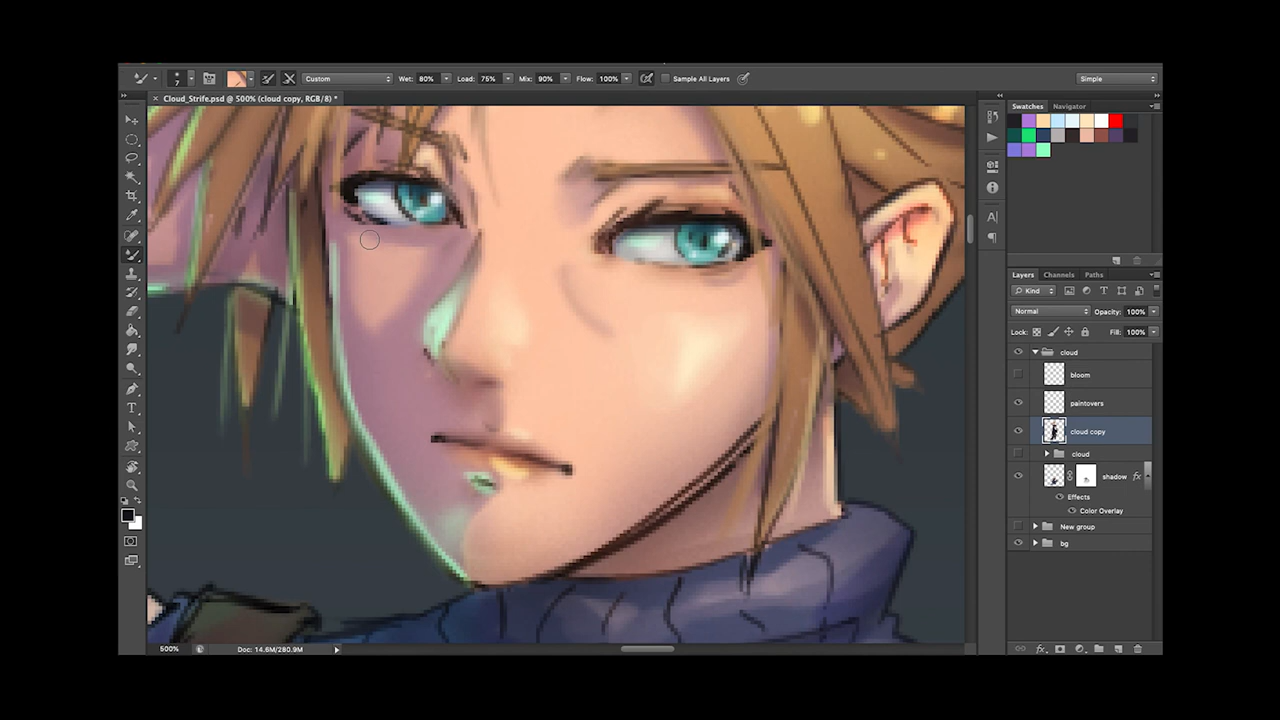 7 Custom Wet: 80% Load: 75% Mix: 90% Flow: 100% Sample All Layers Simple
× Cloud_Strife.psd @ 500% (cloud copy, RGB/8) *
Swatches Navigator
Layers Channels Paths
Kind
Normal Opacity: 100%
Lock: Fill: 100%
cloud
bloom
paintovers
cloud copy
cloud
shadow fx
Effects
Color Overlay
New group
bg
500% Doc: 14.6M/280.9M